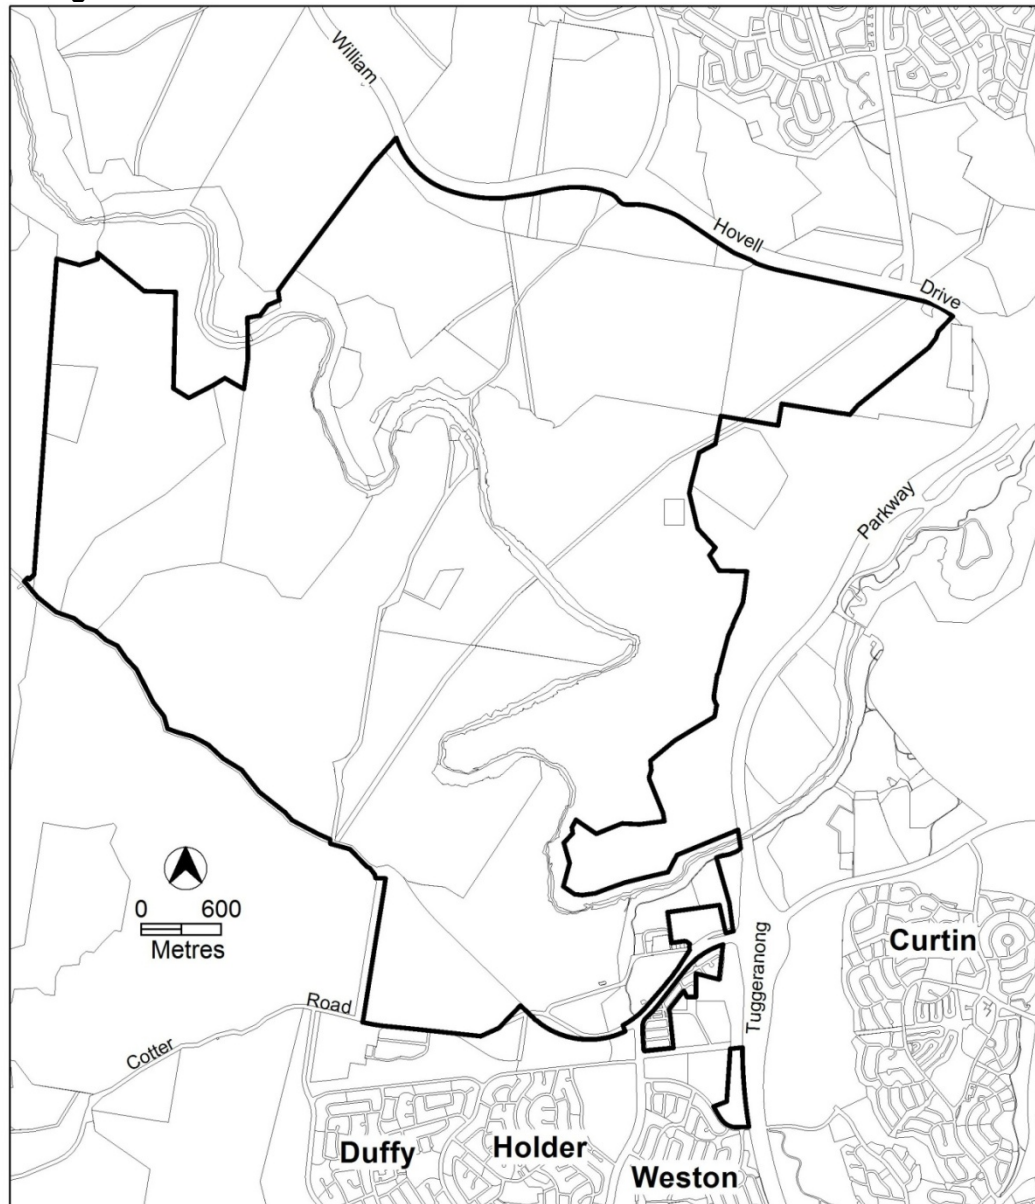 William
Hovell
Drive
Parkway
0 600
Metres
Curtin
Tuggeranong
Road
Cotter
Duffy
Holder
Weston